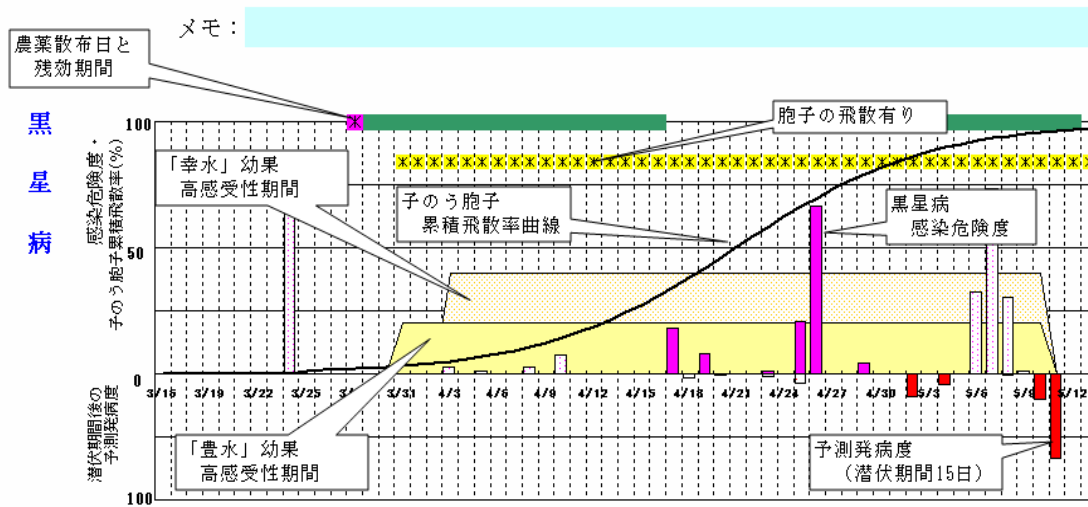 メモ：
農薬散布日と
残効期間
黒星病
感染危険度・
子のう胞子累積飛散率(%)
100
50
0
胞子の飛散有り
「幸水」幼果
高感受性期間
子のう胞子
累積飛散率曲線
黒星病
感染危険度
3/16 3/19 3/22 3/25 3/31 4/3 4/6 4/9 4/12 4/15 4/18 4/21 4/24 4/27 4/30 5/3 5/6 5/12
潜伏期間後の
予測発病度
「豊水」幼果
高感受性期間
予測発病度
（潜伏期間15日）
100